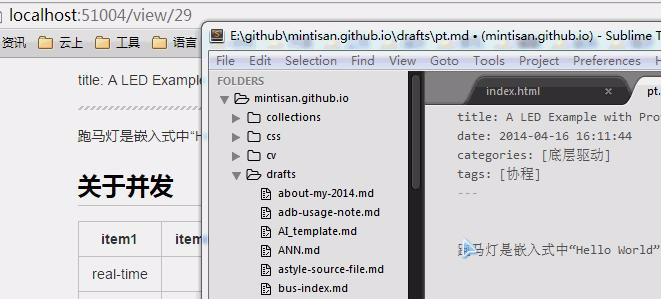 localhost:51004/view/29
资讯 云上 工具 语言
title: A LED Example
跑马灯是嵌入式中“H
关于并发
item1 item
real-time
E:\github\mintisan.github.io\drafts\pt.md • (mintisan.github.io) - Sublime T
File Edit Selection Find View Goto Tools Project Preferences H
FOLDERS
mintisan.github.io
collections
css
cv
drafts
about-my-2014.md
adb-usage-note.md
AI_template.md
ANN.md
astyle-source-file.md
bus-index.md
index.html × pt.
title: A LED Example with Pro
date: 2014-04-16 16:11:44
categories: [底层驱动]
tags: [协程]
---
跑马灯是嵌入式中“Hello World”